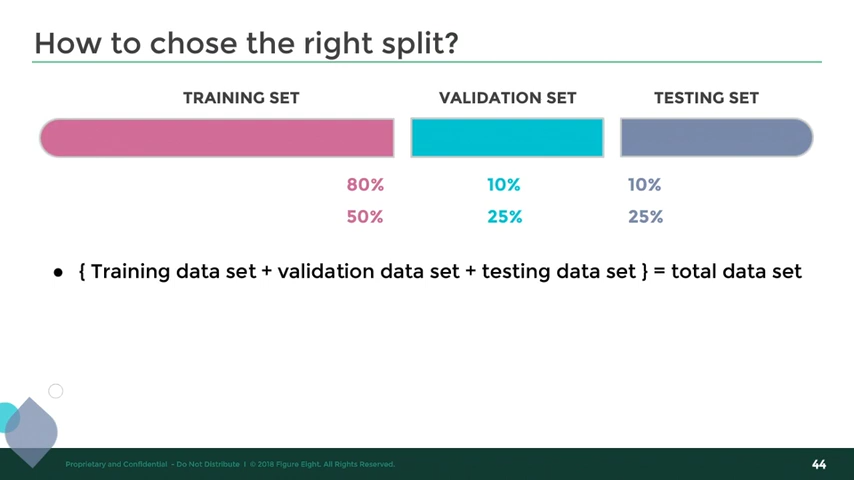 How to chose the right split?
TRAINING SET VALIDATION SET TESTING SET
80% 10% 10%
50% 25% 25%
● { Training data set + validation data set + testing data set } = total data set
Proprietary and Confidential - Do Not Distribute | © 2018 Figure Eight. All Rights Reserved. 44